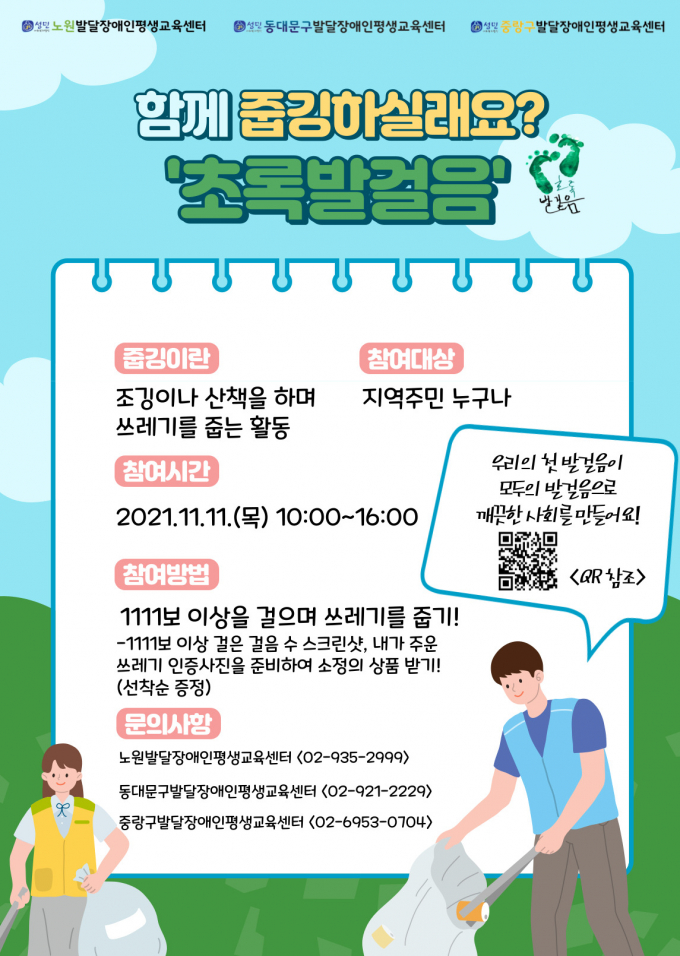 성민 노원발달장애인평생교육센터
성민 동대문구발달장애인평생교육센터
성민 중랑구발달장애인평생교육센터
함께 줍깅하실래요?
'초록발걸음'
초록
발걸음
줍깅이란
조깅이나 산책을 하며
쓰레기를 줍는 활동
참여대상
지역주민 누구나
참여시간
2021.11.11.(목) 10:00~16:00
우리의 첫 발걸음이
모두의 발걸음으로
깨끗한 사회를 만들어요!
<QR 참조>
참여방법
1111보 이상을 걸으며 쓰레기를 줍기!
-1111보 이상 걸은 걸음 수 스크린샷, 내가 주운
쓰레기 인증사진을 준비하여 소정의 상품 받기!
(선착순 증정)
문의사항
노원발달장애인평생교육센터 <02-935-2999>
동대문구발달장애인평생교육센터 <02-921-2229>
중랑구발달장애인평생교육센터 <02-6953-0704>